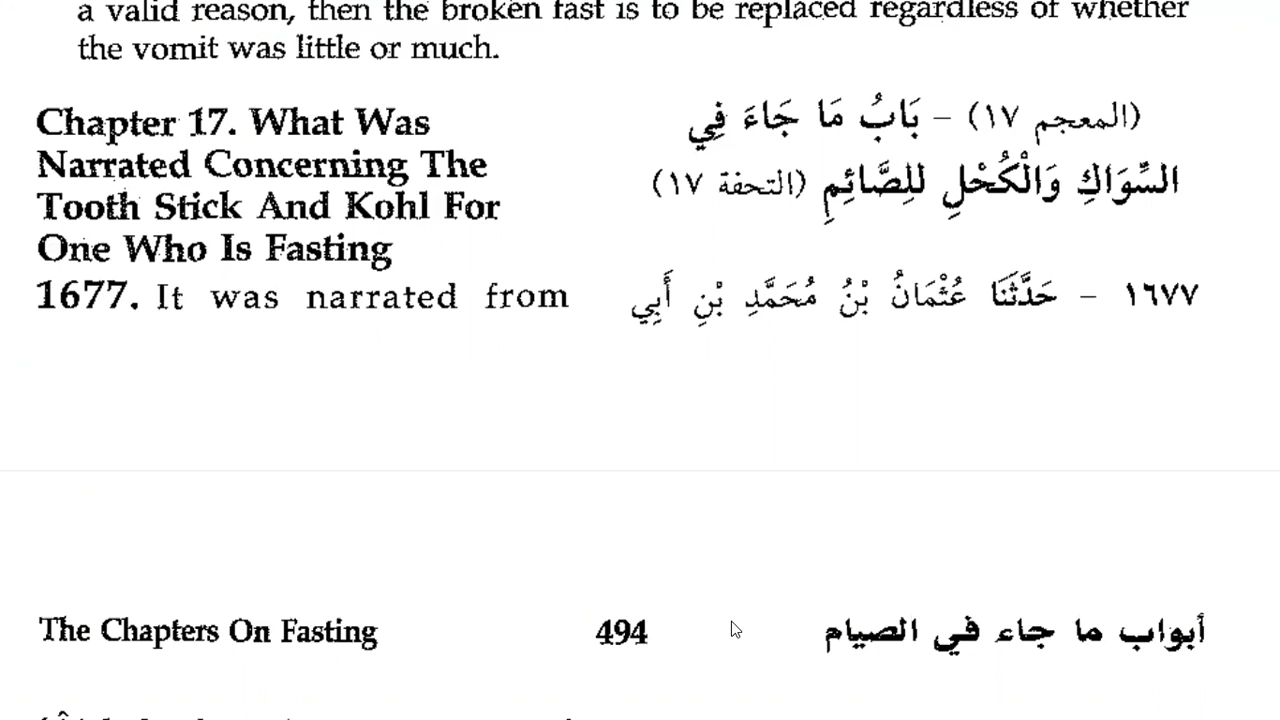 a valid reason, then the broken fast is to be replaced regardless of whether
the vomit was little or much.
Chapter 17. What Was
Narrated Concerning The
Tooth Stick And Kohl For
One Who Is Fasting
(المعجم ١٧) - بَابُ مَا جَاءَ فِي
السِّوَاكِ وَالْكُحْلِ لِلصَّائِمِ (التحفة ١٧)
1677. It was narrated from
١٦٧٧ - حَدَّثَنَا عُثْمَانُ بْنُ مُحَمَّدِ بْنِ أَبِي
The Chapters On Fasting
494
أبواب ما جاء في الصيام